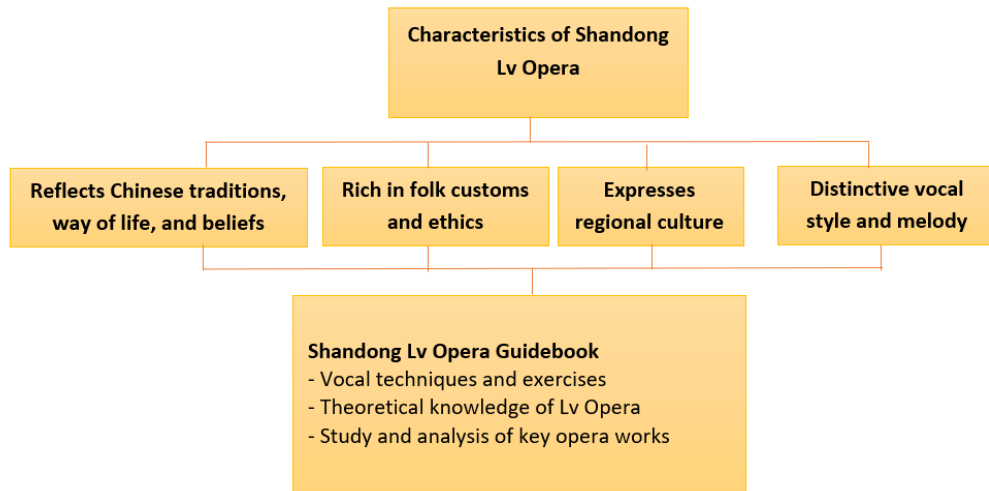 Characteristics of Shandong
Lv Opera
Reflects Chinese traditions,
way of life, and beliefs
Rich in folk customs
and ethics
Expresses
regional culture
Distinctive vocal
style and melody
Shandong Lv Opera Guidebook
- Vocal techniques and exercises
- Theoretical knowledge of Lv Opera
- Study and analysis of key opera works